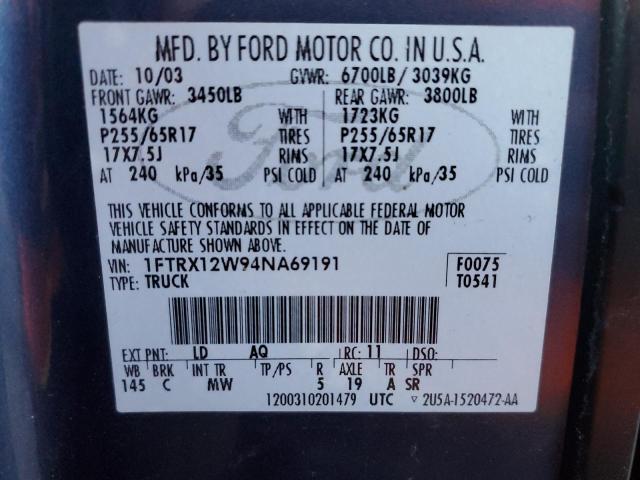 MFD. BY FORD MOTOR CO. IN U.S.A.
DATE: 10/03 GVWR: 6700LB/ 3039KG
FRONT GAWR: 3450LB REAR GAWR: 3800LB
1564KG WITH 1723KG WITH
P255/65R17 TIRES P255/65R17 TIRES
17X7.5J RIMS 17X7.5J RIMS
AT 240 kPa/35 PSI COLD AT 240 kPa/35 PSI COLD
Ford
THIS VEHICLE CONFORMS TO ALL APPLICABLE FEDERAL MOTOR
VEHICLE SAFETY STANDARDS IN EFFECT ON THE DATE OF
MANUFACTURE SHOWN ABOVE.
VIN: 1FTRX12W94NA69191 F0075
TYPE: TRUCK T0541
EXT PNT: LD AQ RC: 11 DSO:
WB BRK INT TR TP/PS R AXLE TR SPR
145 C MW 5 19 A SR
1200310201479 UTC ▽ 2U5A-1520472-AA